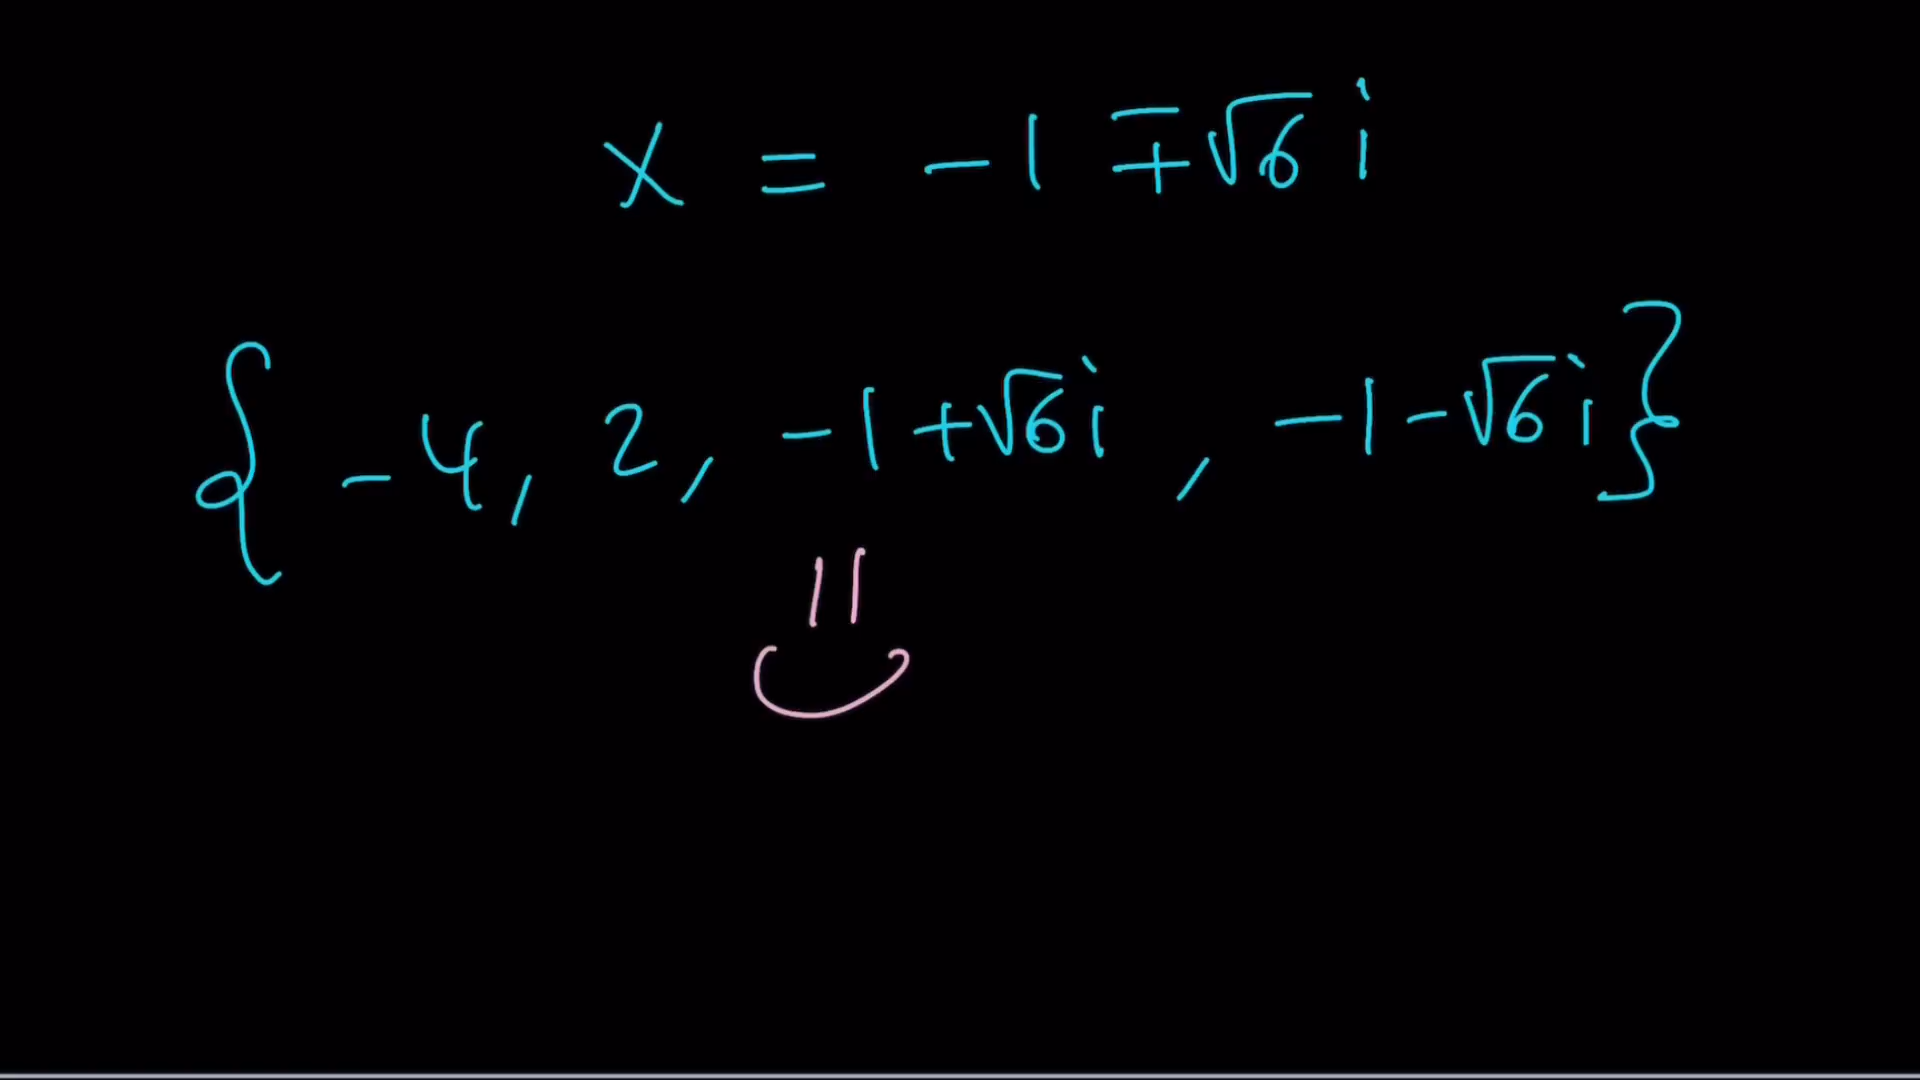 x = -1 ∓√6 i
{-4, 2, -1+√6 i, -1-√6 i}